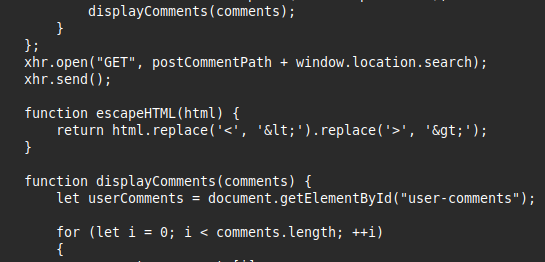 displayComments(comments);
}
};
xhr.open("GET", postCommentPath + window.location.search);
xhr.send();
function escapeHTML(html) {
return html.replace('<', '&lt;').replace('>', '&gt;');
}
function displayComments(comments) {
let userComments = document.getElementById("user-comments");
for (let i = 0; i < comments.length; ++i)
{